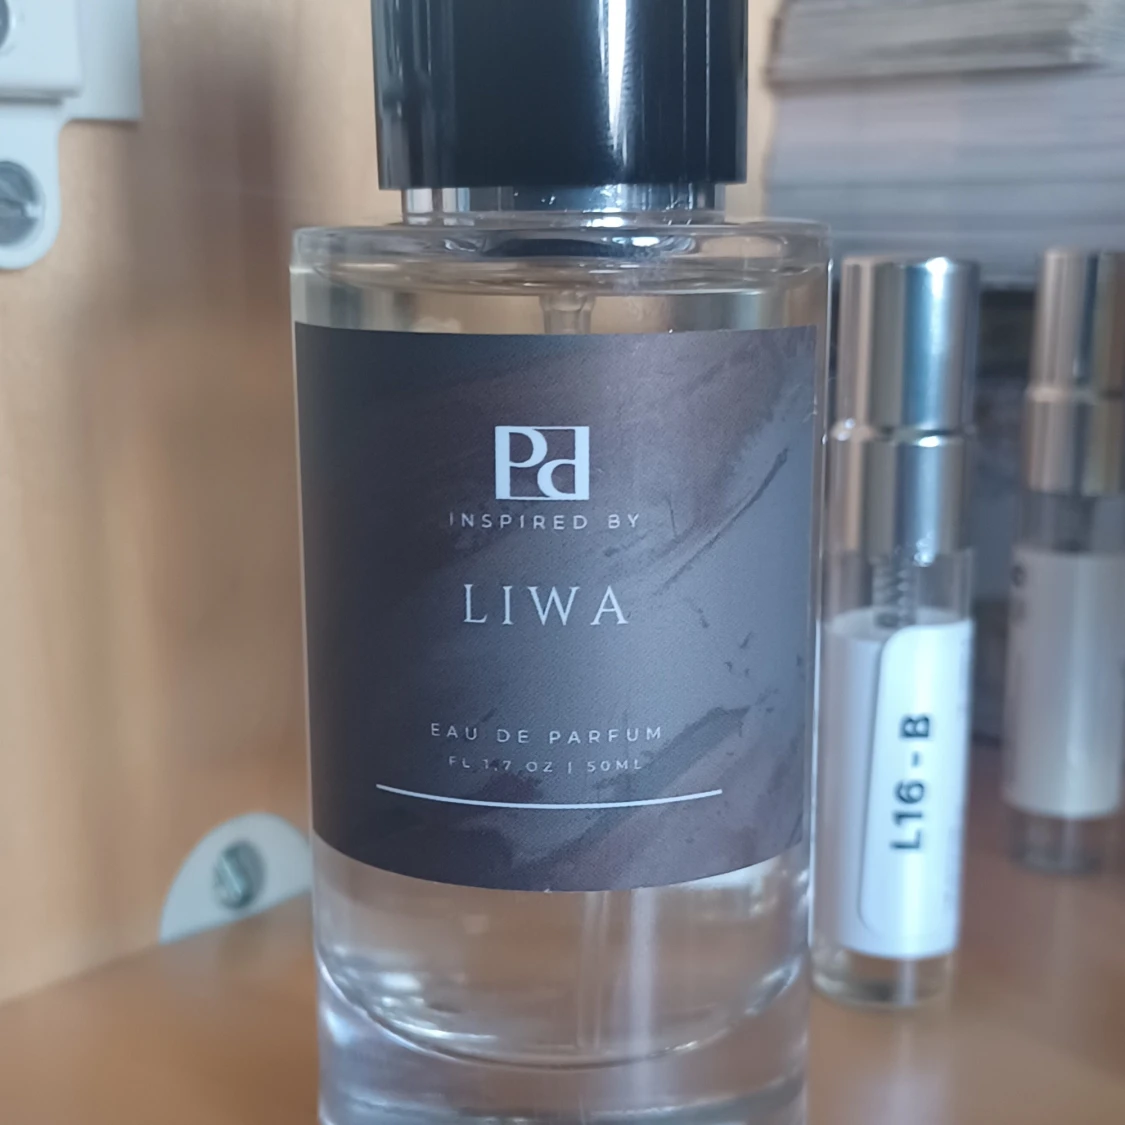 Pd
INSPIRED BY
LIWA
EAU DE PARFUM
FL 1.7 OZ | 50ML
L16 - B